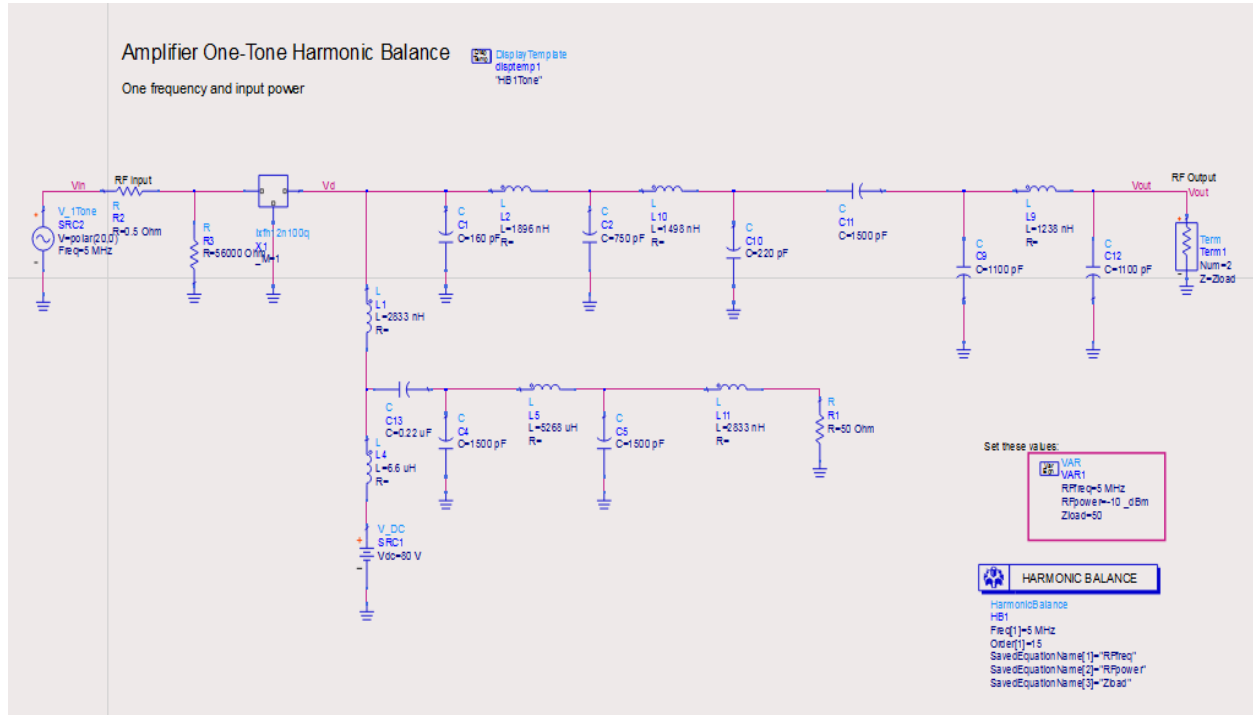 Amplifier One-Tone Harmonic Balance
DisplayTemplate
disptemp1
"HB1Tone"
One frequency and input power
Vin
RF Input
Vd
RF Output
Vout
Vout
V_1Tone
SRC2
V=polar(20,0)
Freq=5 MHz
R
R2
R=0.5 Ohm
R
R3
R=56000 Ohm
ixfh12n100q
X1
_M=1
C
C1
C=160 pF
L
L2
L=1896 nH
R=
C
C2
C=750 pF
L
L10
L=1498 nH
R=
C
C10
C=220 pF
C
C11
C=1500 pF
C
C9
C=1100 pF
L
L9
L=1238 nH
R=
C
C12
C=1100 pF
Term
Term1
Num=2
Z=Zload
L
L1
L=2833 nH
R=
C
C13
C=0.22 uF
C
C4
C=1500 pF
L
L5
L=5268 uH
R=
C
C5
C=1500 pF
L
L11
L=2833 nH
R=
R
R1
R=50 Ohm
L
L4
L=6.6 uH
R=
V_DC
SRC1
Set these values:
Var
Eqn
VAR
VAR1
RFfreq=5 MHz
RFpower=-10 _dBm
Zload=50
HARMONIC BALANCE
HarmonicBalance
HB1
Freq[1]=5 MHz
Order[1]=15
SavedEquationName[1]="RFfreq"
SavedEquationName[2]="RFpower"
SavedEquationName[3]="Zload"